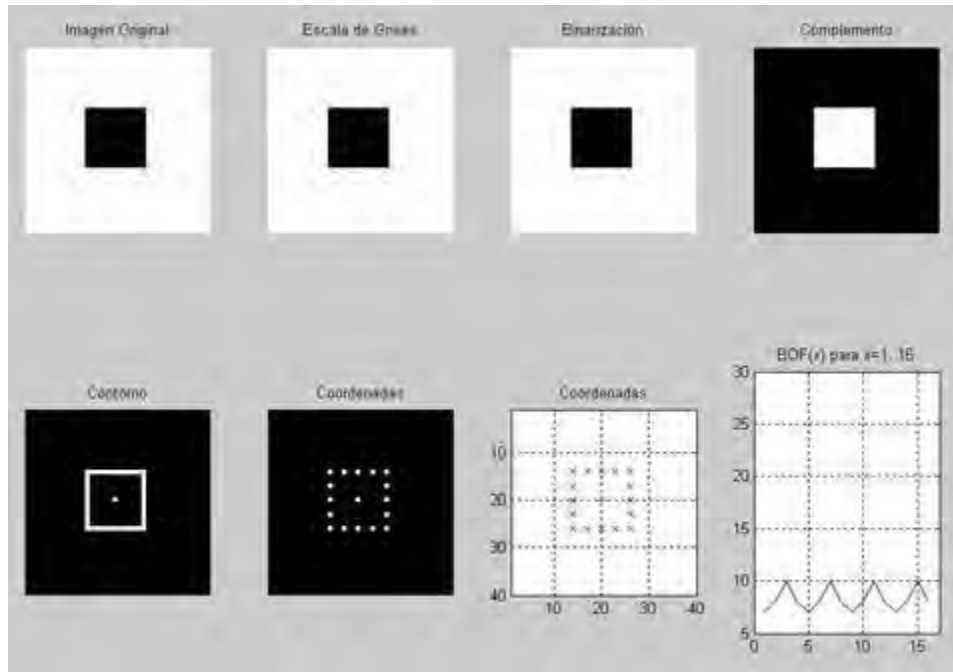 Imagen Original
Escala de Grises
Binarización
Complemento
Contorno
Coordenadas
Coordenadas
10
20
30
40
10
20
30
40
BOF(x) para x=1..16
30
25
20
15
10
5
0
5
10
15